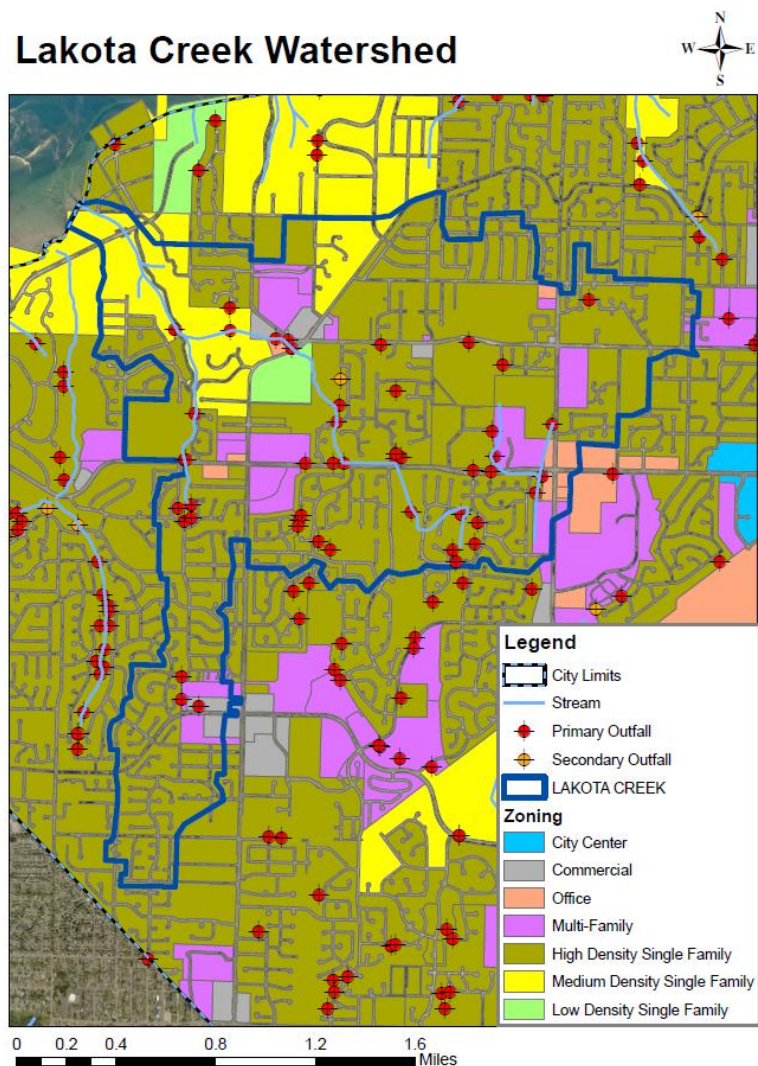 Lakota Creek Watershed
N
W E
S
Legend
City Limits
Stream
Primary Outfall
Secondary Outfall
LAKOTA CREEK
Zoning
City Center
Commercial
Office
Multi-Family
High Density Single Family
Medium Density Single Family
Low Density Single Family
0 0.2 0.4 0.8 1.2 1.6
Miles